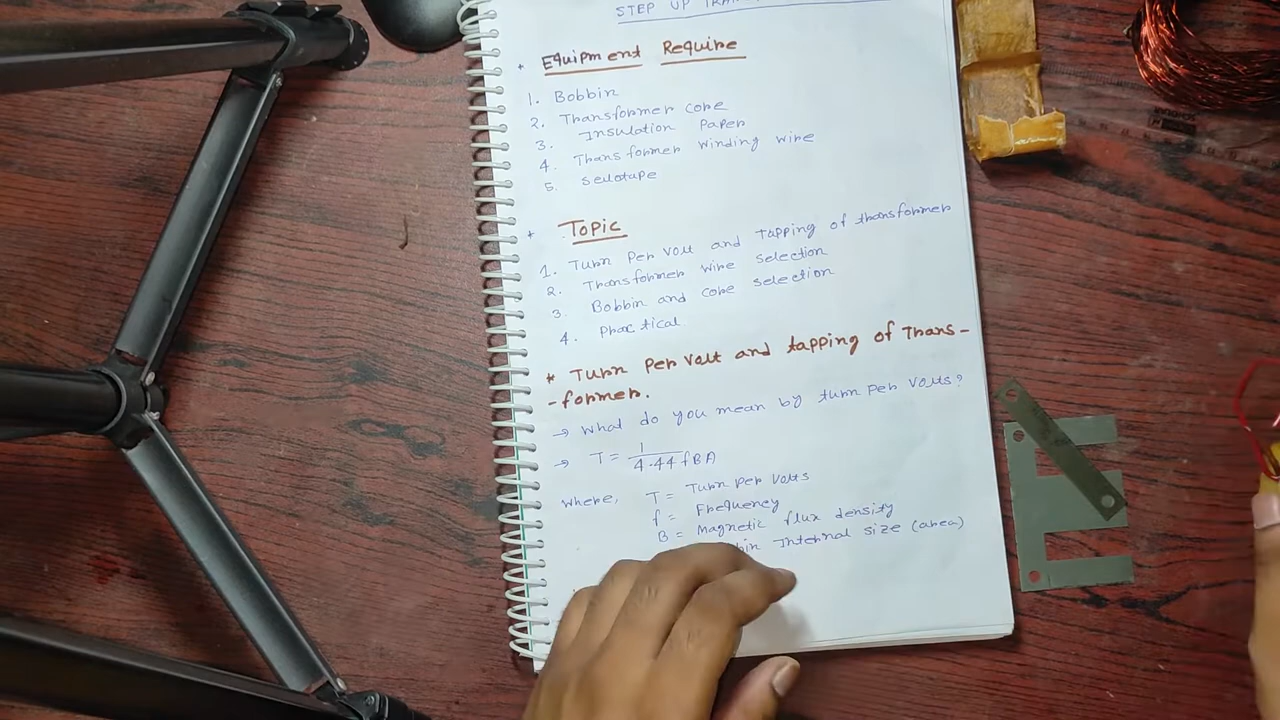 STEP UP
* Equipment Require
1. Bobbin
2. Transformer core
3. Insulation Paper
4. Transformer winding wire
5. sellotape
* Topic
1. Turn Per Volt and Tapping of transformer
2. Transformer wire selection
3. Bobbin and core selection
4. Practical
* Turn Per Volt and tapping of Trans-
-former.
→ What do you mean by turn per Volts?
→ T = 1/4.44fBA
Where, T = Turn per Volts
f = Frequency
B = Magnetic flux density
Internal size (area)